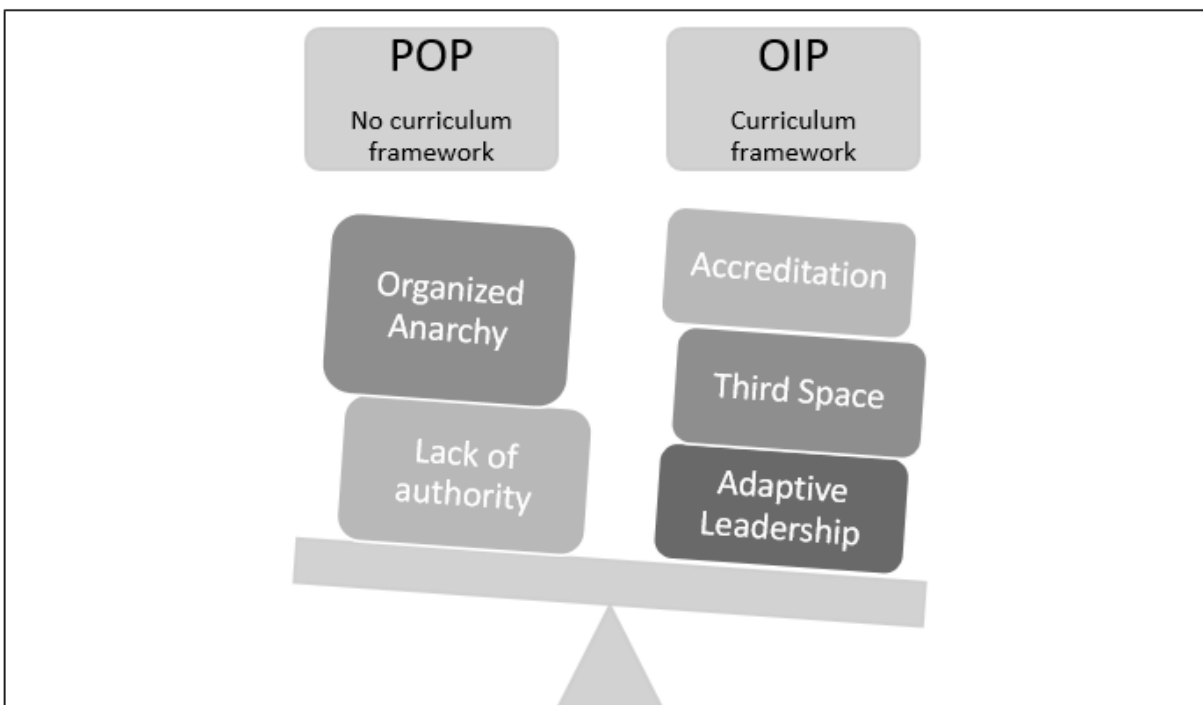 POP
No curriculum
framework
Organized
Anarchy
Lack of
authority
OIP
Curriculum
framework
Accreditation
Third Space
Adaptive
Leadership